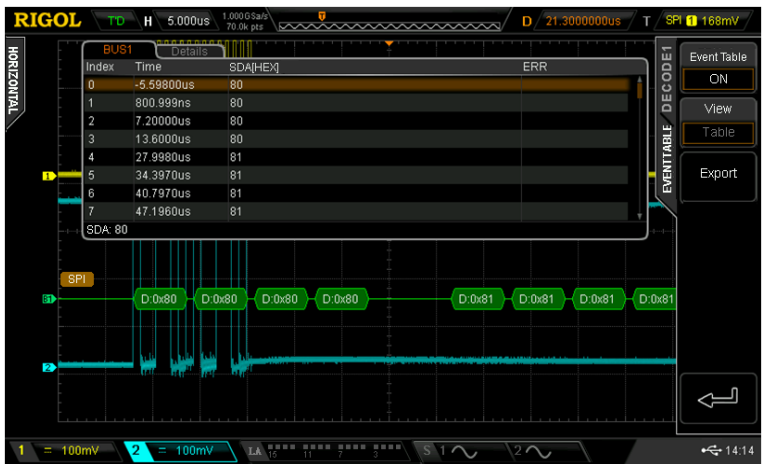 RIGOL T'D H 5.000us 1.000GSa/s 70.0k pts D 21.3000000us T SPI 1 168mV
HORIZONTAL
BUS1 Details
Index Time SDA[HEX] ERR
0 -5.59800us 80
1 800.999ns 80
2 7.20000us 80
3 13.6000us 80
4 27.9980us 81
5 34.3970us 81
6 40.7970us 81
7 47.1960us 81
SDA: 80
DECODE1
EVENTTABLE
Event Table
ON
View
Table
Export
1
SPI
B1 D:0x80 D:0x80 D:0x80 D:0x80 D:0x81 D:0x81 D:0x81 D:0x81
2
1 = 100mV 2 = 100mV LA 15 11 7 3 S 1 2 14:14